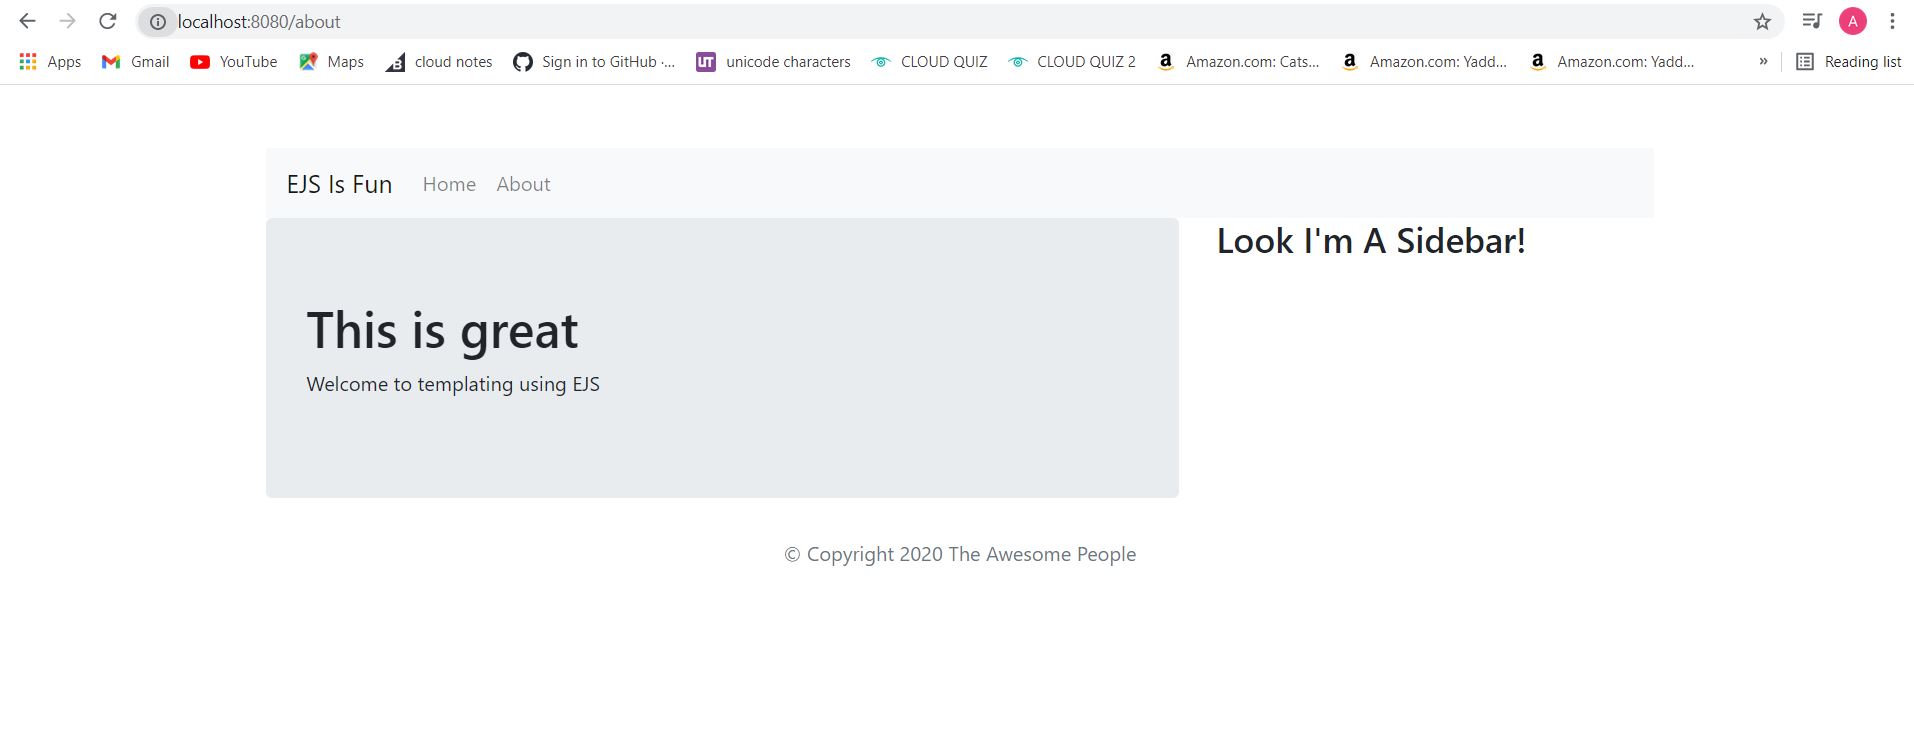 localhost:8080/about
A
Apps Gmail YouTube Maps cloud notes Sign in to GitHub ·... UT unicode characters CLOUD QUIZ CLOUD QUIZ 2 a Amazon.com: Cats... a Amazon.com: Yadd... a Amazon.com: Yadd... » Reading list
EJS Is Fun Home About
Look I'm A Sidebar!
This is great
Welcome to templating using EJS
© Copyright 2020 The Awesome People